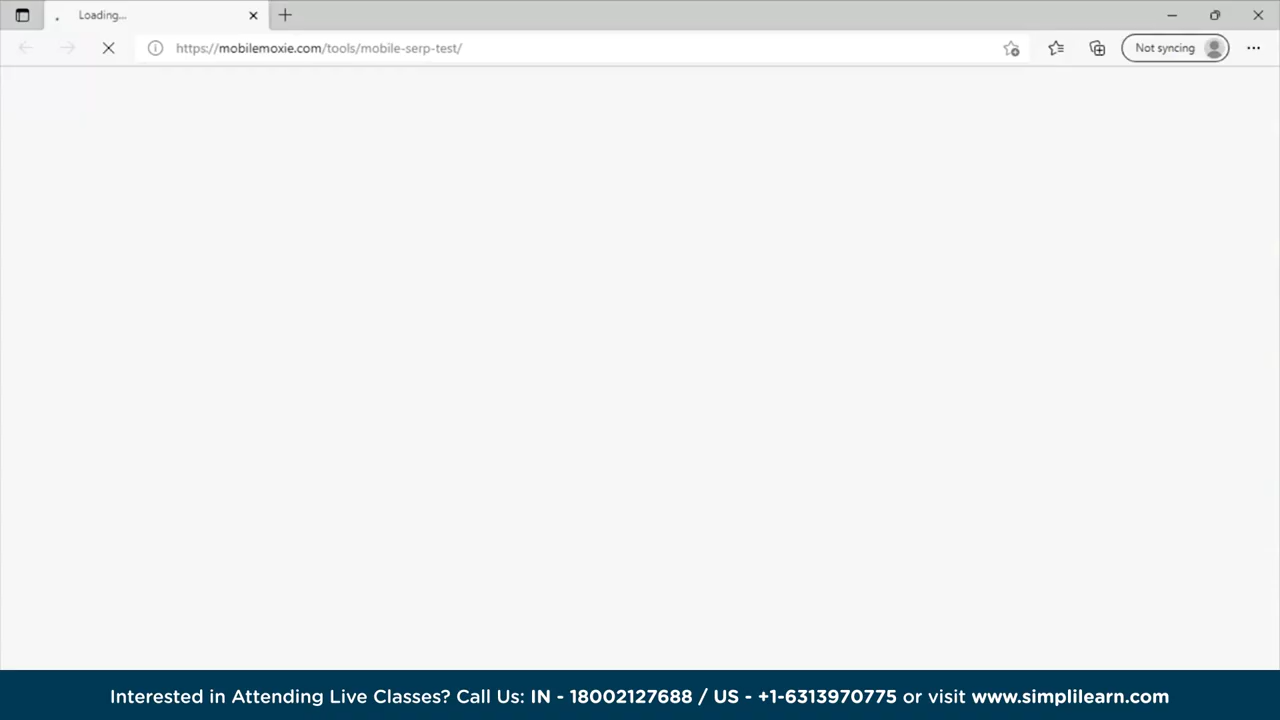 Loading...
https://mobilemoxie.com/tools/mobile-serp-test/
Not syncing
Interested in Attending Live Classes? Call Us: IN - 18002127688 / US - +1-6313970775 or visit www.simplilearn.com